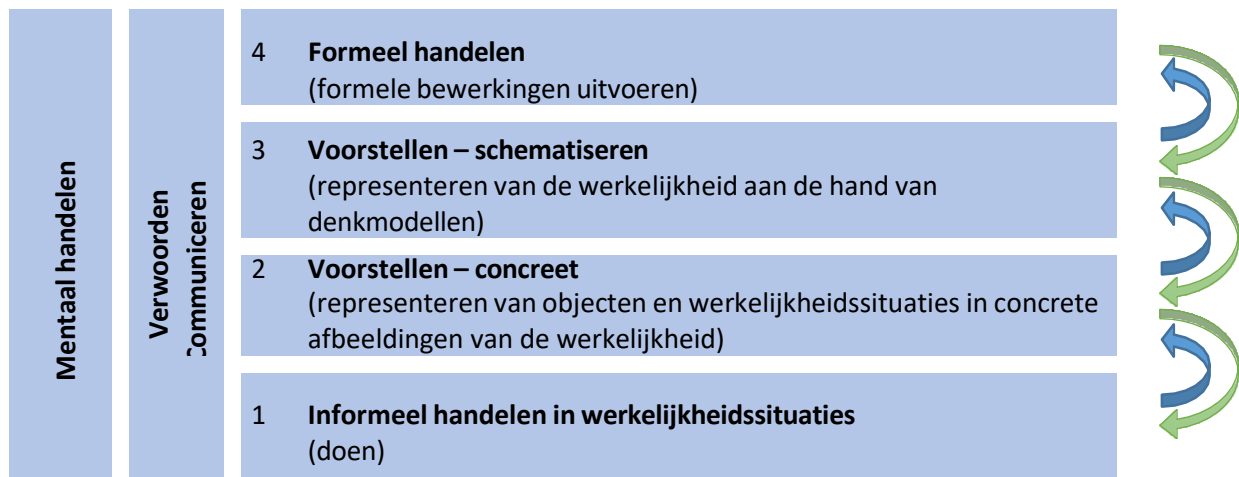 Mentaal handelen
Verwoorden
Communiceren
4 Formeel handelen
(formele bewerkingen uitvoeren)
3 Voorstellen – schematiseren
(representeren van de werkelijkheid aan de hand van
denkmodellen)
2 Voorstellen – concreet
(representeren van objecten en werkelijkheidssituaties in concrete
afbeeldingen van de werkelijkheid)
1 Informeel handelen in werkelijkheidssituaties
(doen)